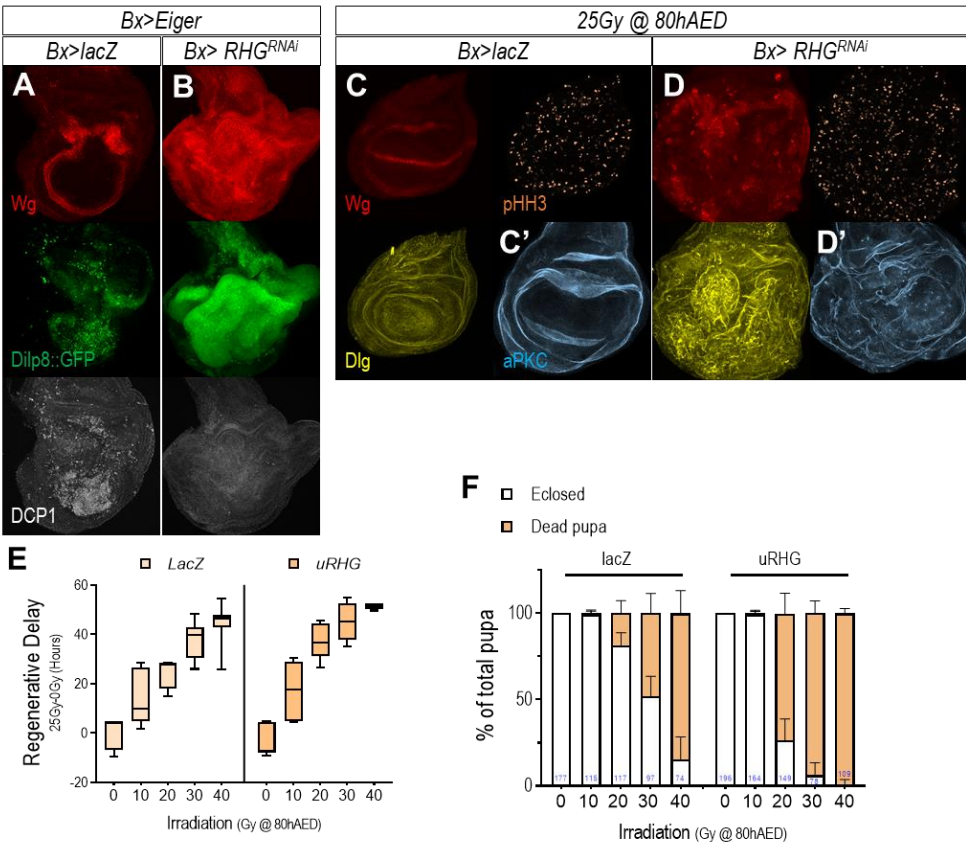 Bx>Eiger
25Gy @ 80hAED
Bx>lacZ
Bx> RHG^RNAi
Bx>lacZ
Bx> RHG^RNAi
A
B
C
D
Wg
Wg
pHH3
Dilp8::GFP
C'
D'
Dlg
aPKC
DCP1
E
LacZ
uRHG
Regenerative Delay
25Gy-0Gy (Hours)
60
40
20
0
-20
0 10 20 30 40 0 10 20 30 40
Irradiation (Gy @ 80hAED)
F
Eclosed
Dead pupa
lacZ
uRHG
% of total pupa
100
50
0
177 115 117 97 74 196 164 149 109
0 10 20 30 40 0 10 20 30 40
Irradiation (Gy @ 80hAED)